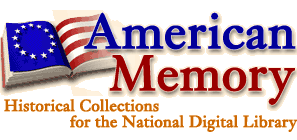 American
Memory
Historical Collections
for the National Digital Library